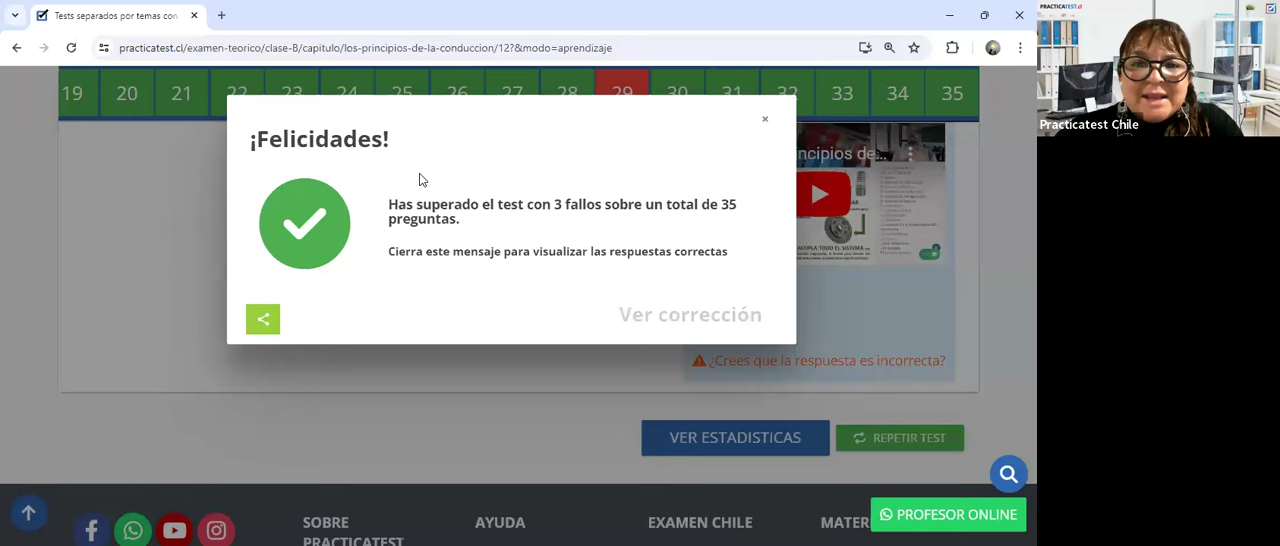 Tests separados por temas con
practicatest.cl/examen-teorico/clase-B/capitulo/los-principios-de-la-conduccion/12?&modo=aprendizaje
PRACTICATEST.cl
Practicatest Chile
19 20 21 22 23 24 25 26 27 28 29 30 31 32 33 34 35
¡Felicidades!
×
Has superado el test con 3 fallos sobre un total de 35
preguntas.
Cierra este mensaje para visualizar las respuestas correctas
Ver corrección
ncipios de...
¿Crees que la respuesta es incorrecta?
VER ESTADISTICAS
REPETIR TEST
PROFESOR ONLINE
SOBRE
PRACTICATEST
AYUDA
EXAMEN CHILE
MATER